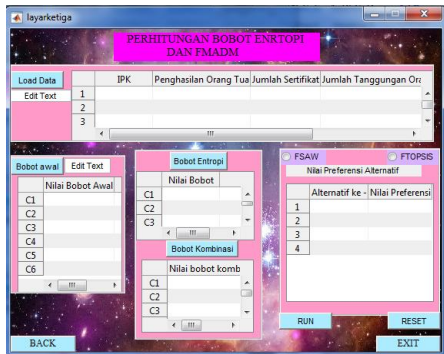 layarketiga
PERHITUNGAN BOBOT ENRTOPI
DAN FMADM
Load Data
Edit Text
IPK Penghasilan Orang Tua Jumlah Sertifikat Jumlah Tanggungan Ora
1
2
3
Bobot awal Edit Text
Nilai Bobot Awal
C1
C2
C3
C4
C5
C6
Bobot Entropi
Nilai Bobot
C1
C2
C3
Bobot Kombinasi
Nilai bobot komb
C1
C2
C3
FSAW FTOPSIS
Nilai Preferensi Alternatif
Alternatif ke - Nilai Preferensi
1
2
3
4
RUN RESET
BACK EXIT